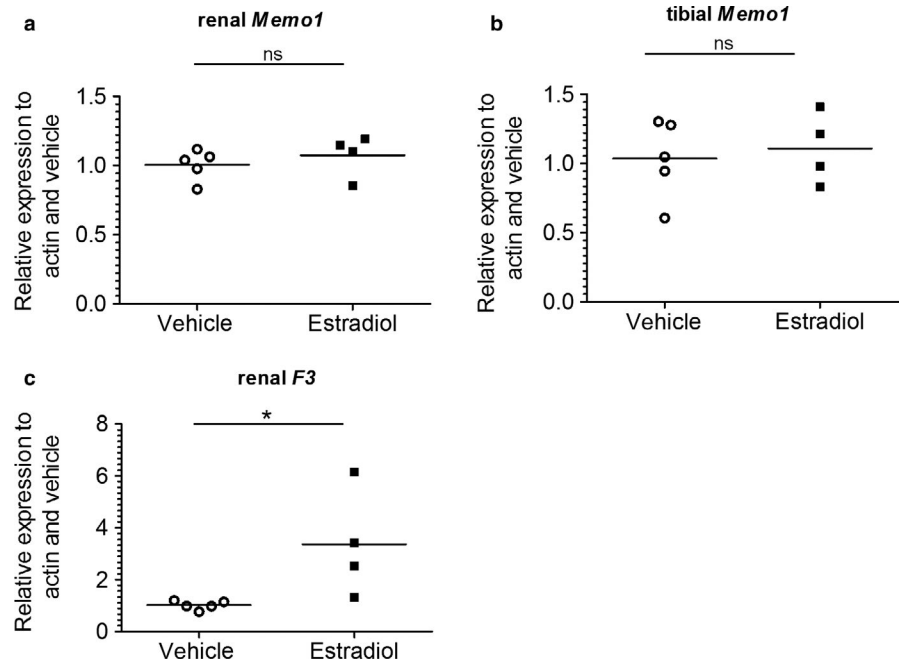 a
renal Memo1
ns
Relative expression to
actin and vehicle
1.5
1.0
0.5
0.0
Vehicle Estradiol
b
tibial Memo1
ns
Relative expression to
actin and vehicle
1.5
1.0
0.5
0.0
Vehicle Estradiol
c
renal F3
*
Relative expression to
actin and vehicle
8
6
4
2
0
Vehicle Estradiol